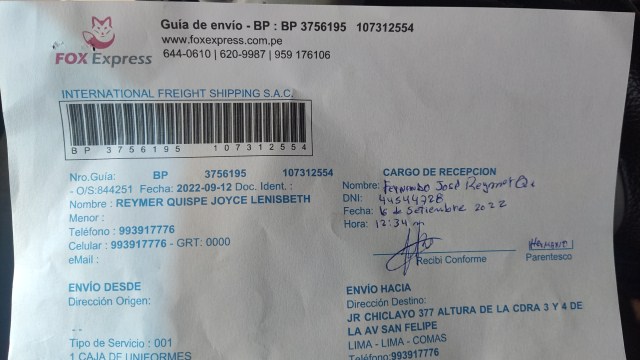 Guia de envío - BP : BP 3756195 107312554
www.foxexpress.com.pe
644-0610 | 620-9987 | 959 176106
FOX Express
INTERNATIONAL FREIGHT SHIPPING S.A.C.
BP 3756195 107312554
Nro.Guía: BP 3756195 107312554
- O/S:844251 Fecha: 2022-09-12 Doc. Ident. :
Nombre : REYMER QUISPE JOYCE LENISBETH
Menor :
Teléfono : 993917776
Celular : 993917776 - GRT: 0000
eMail :
ENVÍO DESDE
Dirección Origen:
- -
Tipo de Servicio : 001
1 CAJA DE UNIFORMES
CARGO DE RECEPCION
Nombre: Fernando José Q.
DNI: 44544728
Fecha: 16 de Setiembre 2022
Hora: 12:34 m
Recibi Conforme
Hermano
Parentesco
ENVÍO HACIA
Dirección Destino:
JR CHICLAYO 377 ALTURA DE LA CDRA 3 Y 4 DE
LA AV SAN FELIPE
LIMA - LIMA - COMAS
Teléfono:993917776